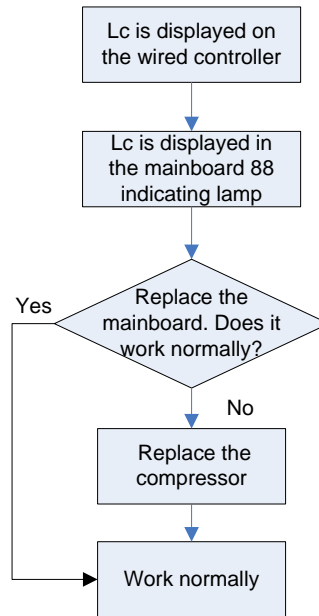 Lc is displayed on
the wired controller
Lc is displayed in
the mainboard 88
indicating lamp
Yes
Replace the
mainboard. Does it
work normally?
No
Replace the
compressor
Work normally